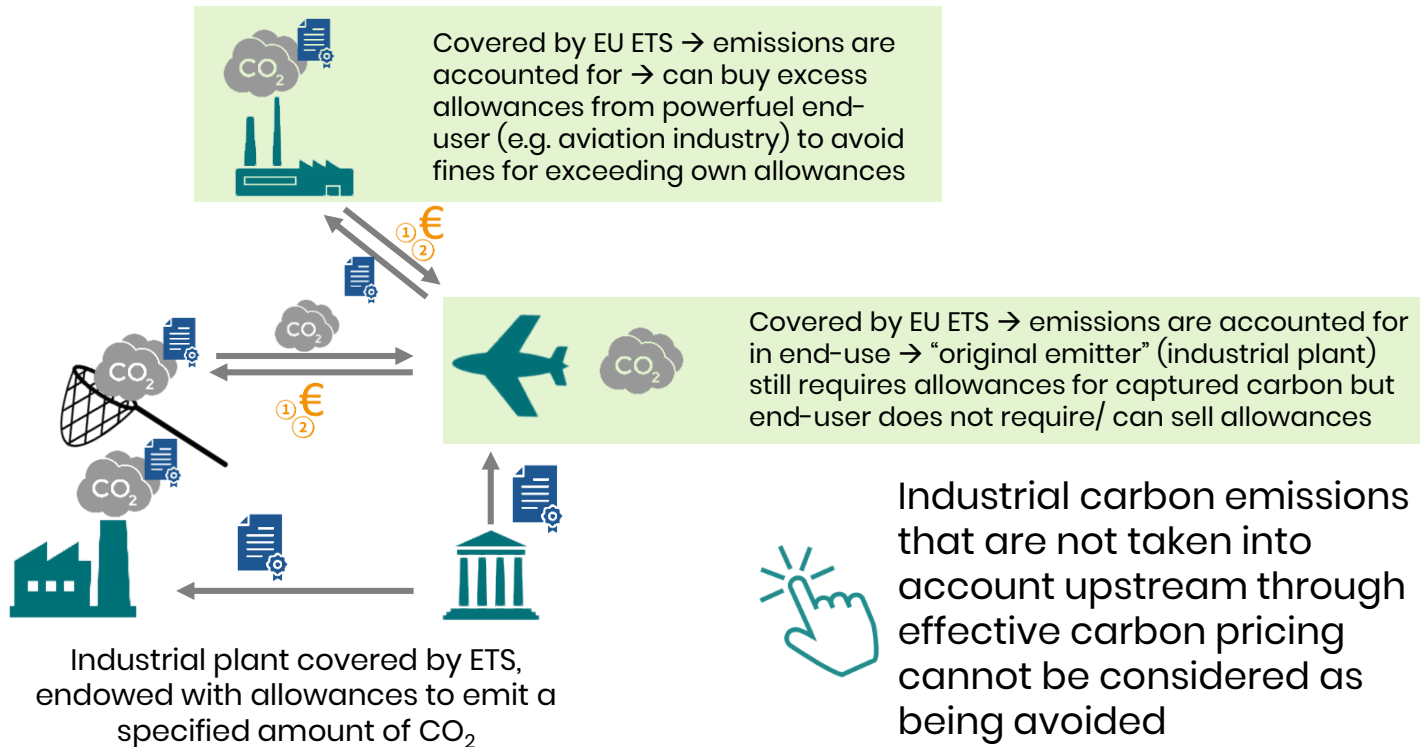 CO₂
Covered by EU ETS → emissions are
accounted for → can buy excess
allowances from powerfuel end-
user (e.g. aviation industry) to avoid
fines for exceeding own allowances
① €
②
CO₂
CO₂
① €
②
CO₂
Covered by EU ETS → emissions are accounted for
in end-use → “original emitter” (industrial plant)
still requires allowances for captured carbon but
end-user does not require/ can sell allowances
CO₂
Industrial plant covered by ETS,
endowed with allowances to emit a
specified amount of CO₂
Industrial carbon emissions
that are not taken into
account upstream through
effective carbon pricing
cannot be considered as
being avoided